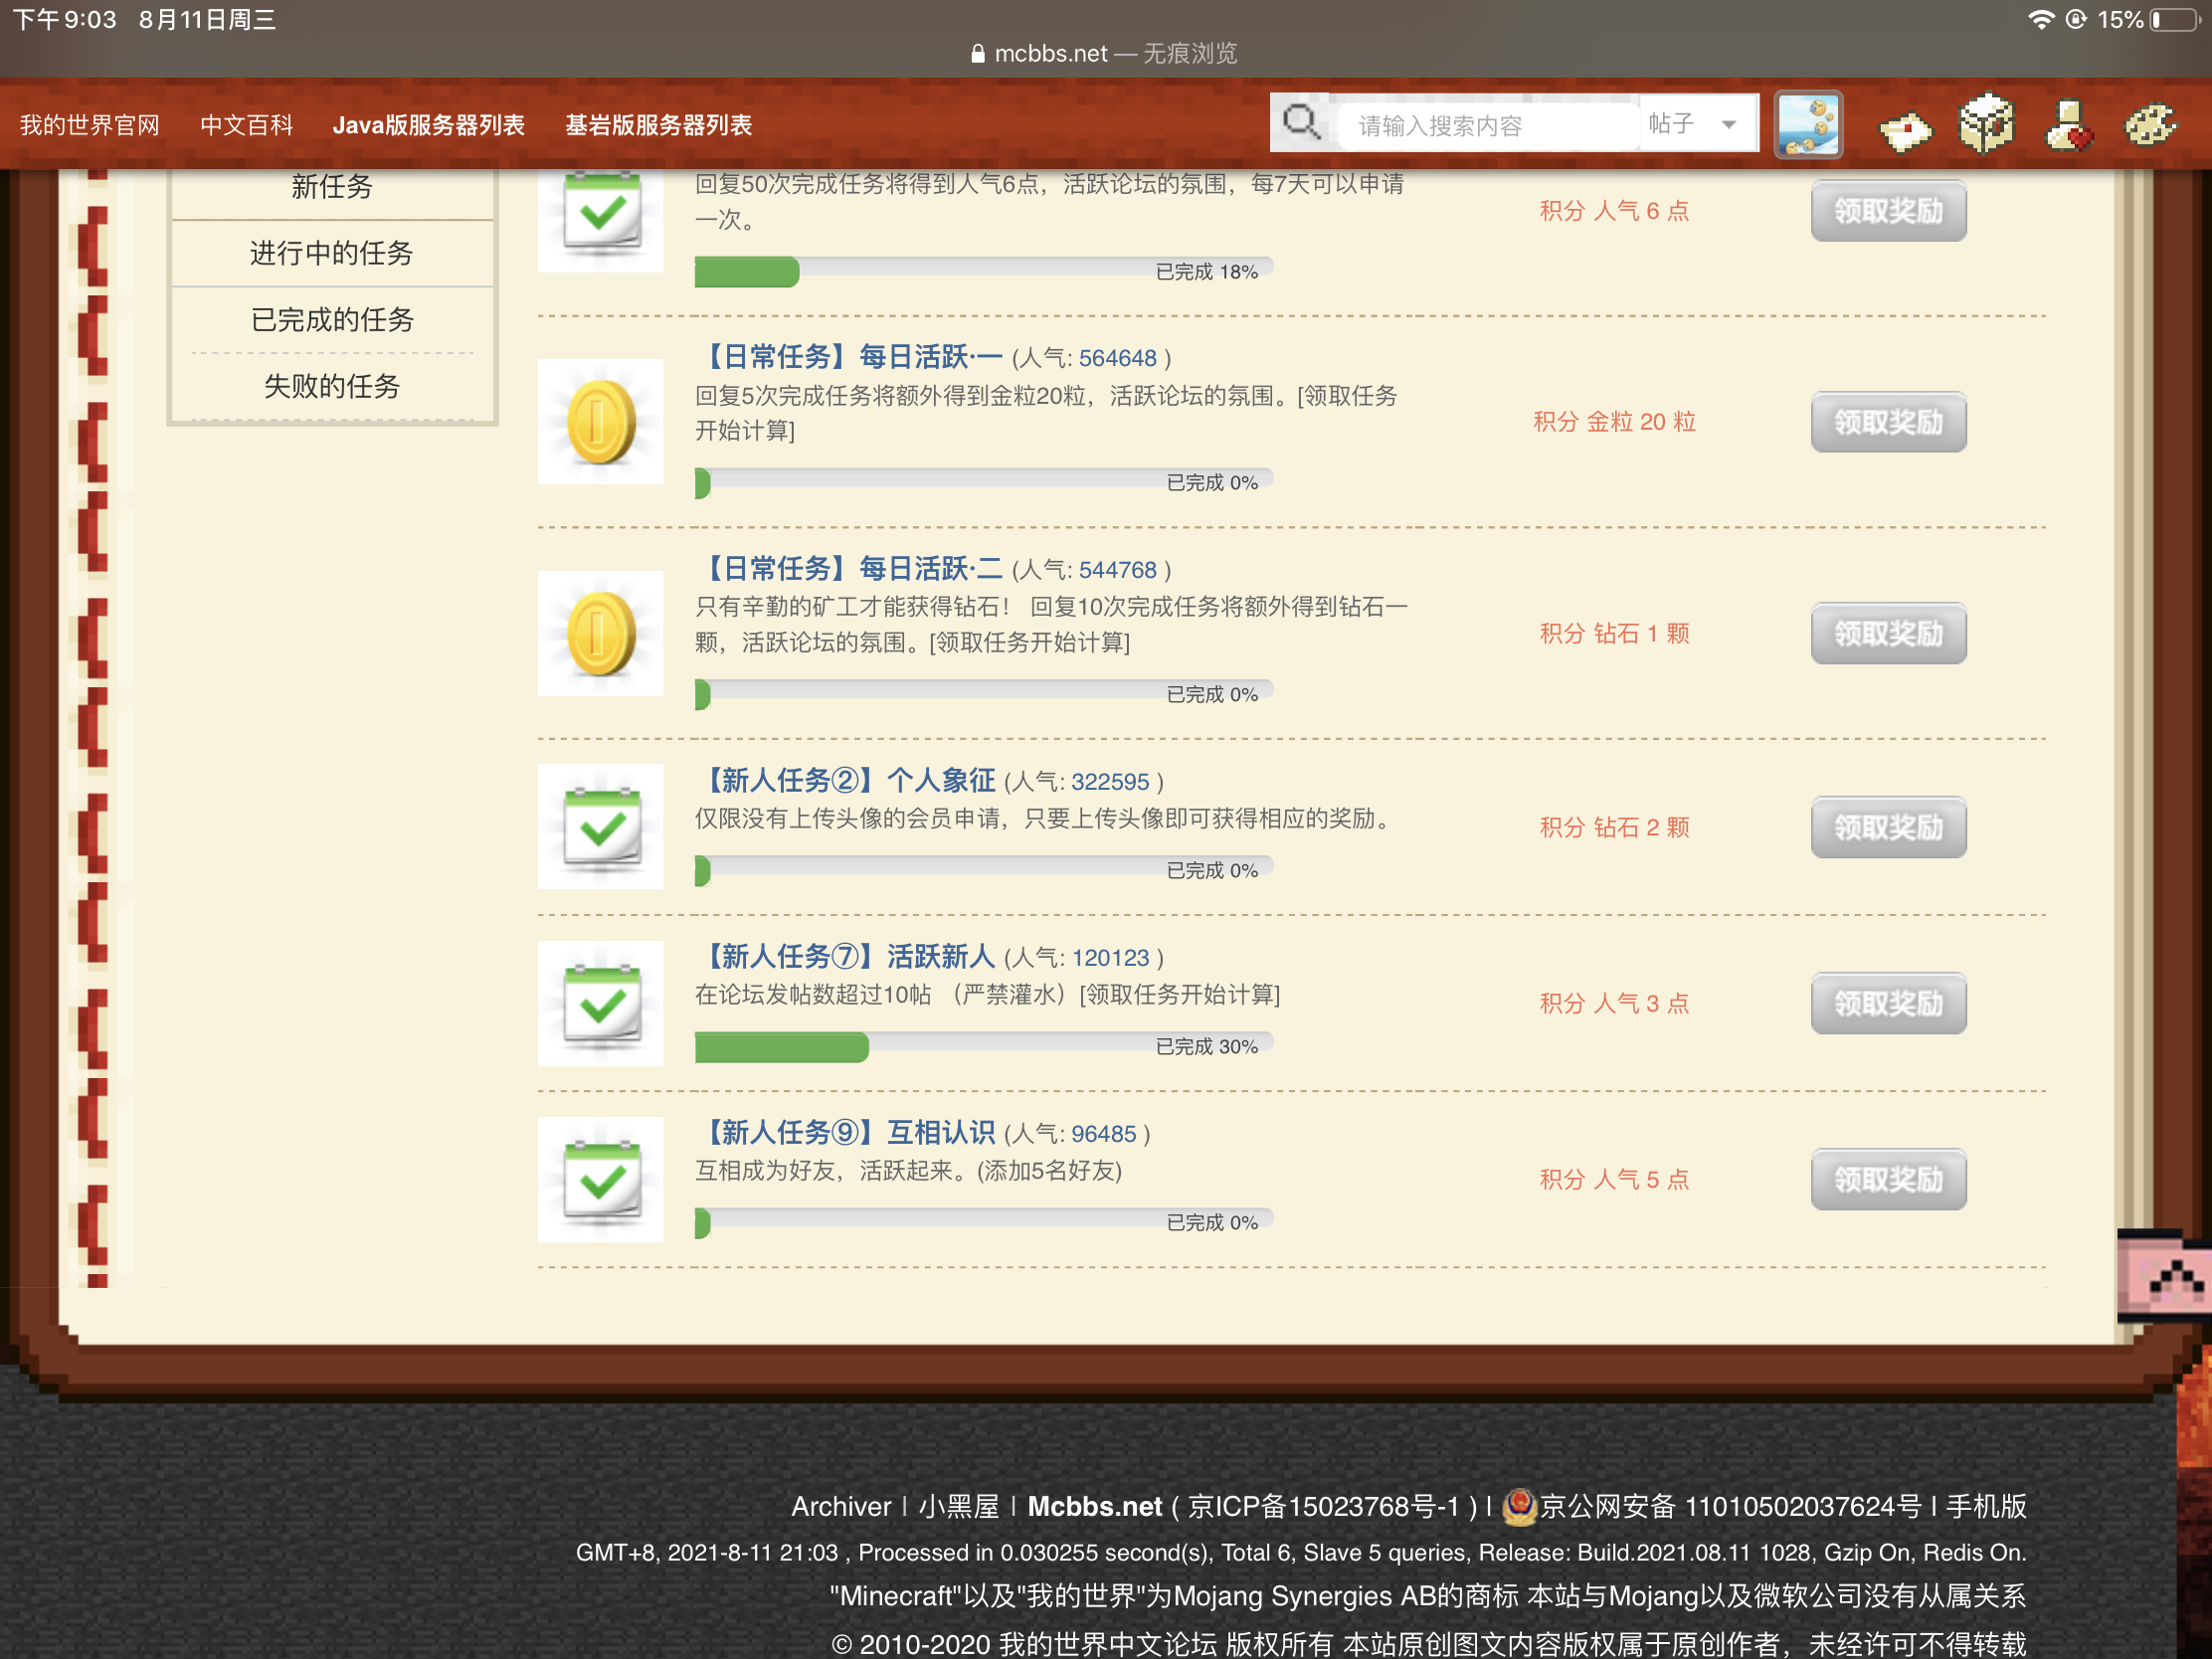 下午9:03 8月11日周三
15%
mcbbs.net — 无痕浏览
我的世界官网 中文百科 Java版服务器列表 基岩版服务器列表
请输入搜索内容 帖子
新任务
进行中的任务
已完成的任务
失败的任务
回复50次完成任务将得到人气6点，活跃论坛的氛围，每7天可以申请
一次。
已完成 18%
积分 人气 6 点
领取奖励
【日常任务】每日活跃·一 (人气: 564648 )
回复5次完成任务将额外得到金粒20粒，活跃论坛的氛围。[领取任务
开始计算]
已完成 0%
积分 金粒 20 粒
领取奖励
【日常任务】每日活跃·二 (人气: 544768 )
只有辛勤的矿工才能获得钻石！ 回复10次完成任务将额外得到钻石一
颗，活跃论坛的氛围。[领取任务开始计算]
已完成 0%
积分 钻石 1 颗
领取奖励
【新人任务②】个人象征 (人气: 322595 )
仅限没有上传头像的会员申请，只要上传头像即可获得相应的奖励。
已完成 0%
积分 钻石 2 颗
领取奖励
【新人任务⑦】活跃新人 (人气: 120123 )
在论坛发帖数超过10帖 （严禁灌水）[领取任务开始计算]
已完成 30%
积分 人气 3 点
领取奖励
【新人任务⑨】互相认识 (人气: 96485 )
互相成为好友，活跃起来。(添加5名好友)
已完成 0%
积分 人气 5 点
领取奖励
Archiver | 小黑屋 | Mcbbs.net ( 京ICP备15023768号-1 ) | 京公网安备 11010502037624号 | 手机版
GMT+8, 2021-8-11 21:03 , Processed in 0.030255 second(s), Total 6, Slave 5 queries, Release: Build.2021.08.11 1028, Gzip On, Redis On.
"Minecraft"以及"我的世界"为Mojang Synergies AB的商标 本站与Mojang以及微软公司没有从属关系
© 2010-2020 我的世界中文论坛 版权所有 本站原创图文内容版权属于原创作者，未经许可不得转载